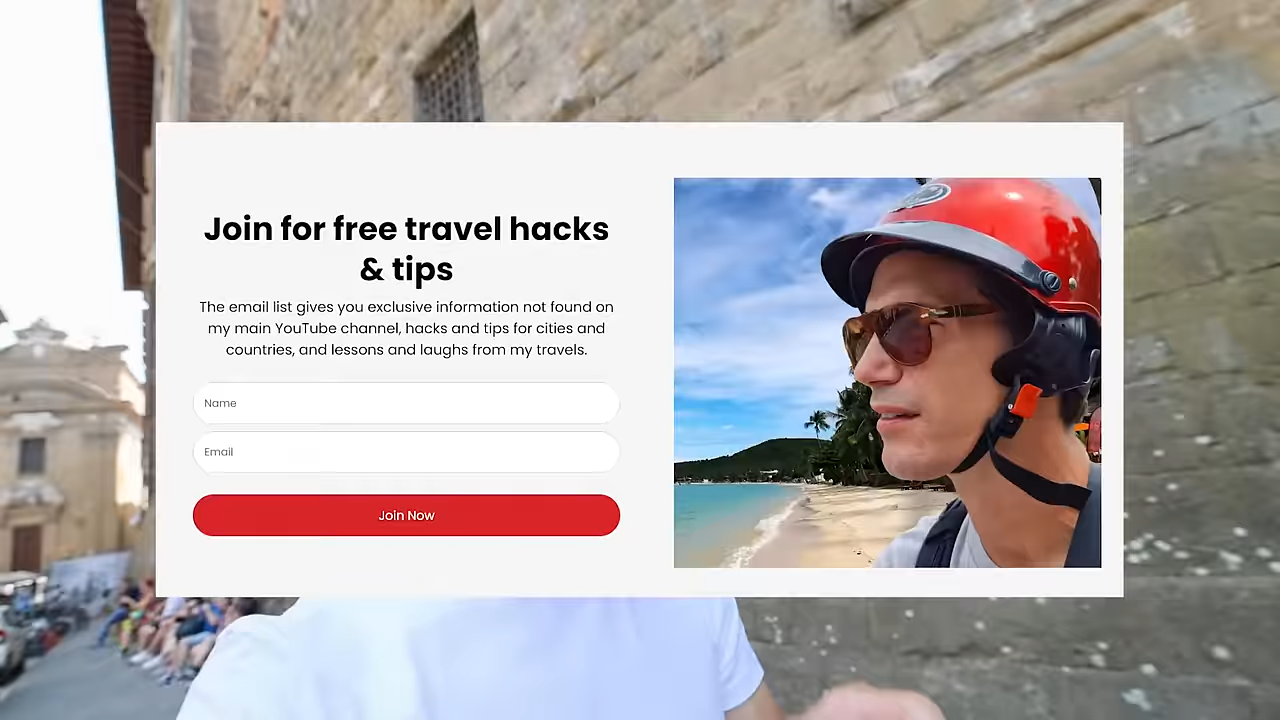 Join for free travel hacks
& tips
The email list gives you exclusive information not found on
my main YouTube channel, hacks and tips for cities and
countries, and lessons and laughs from my travels.
Name
Email
Join Now